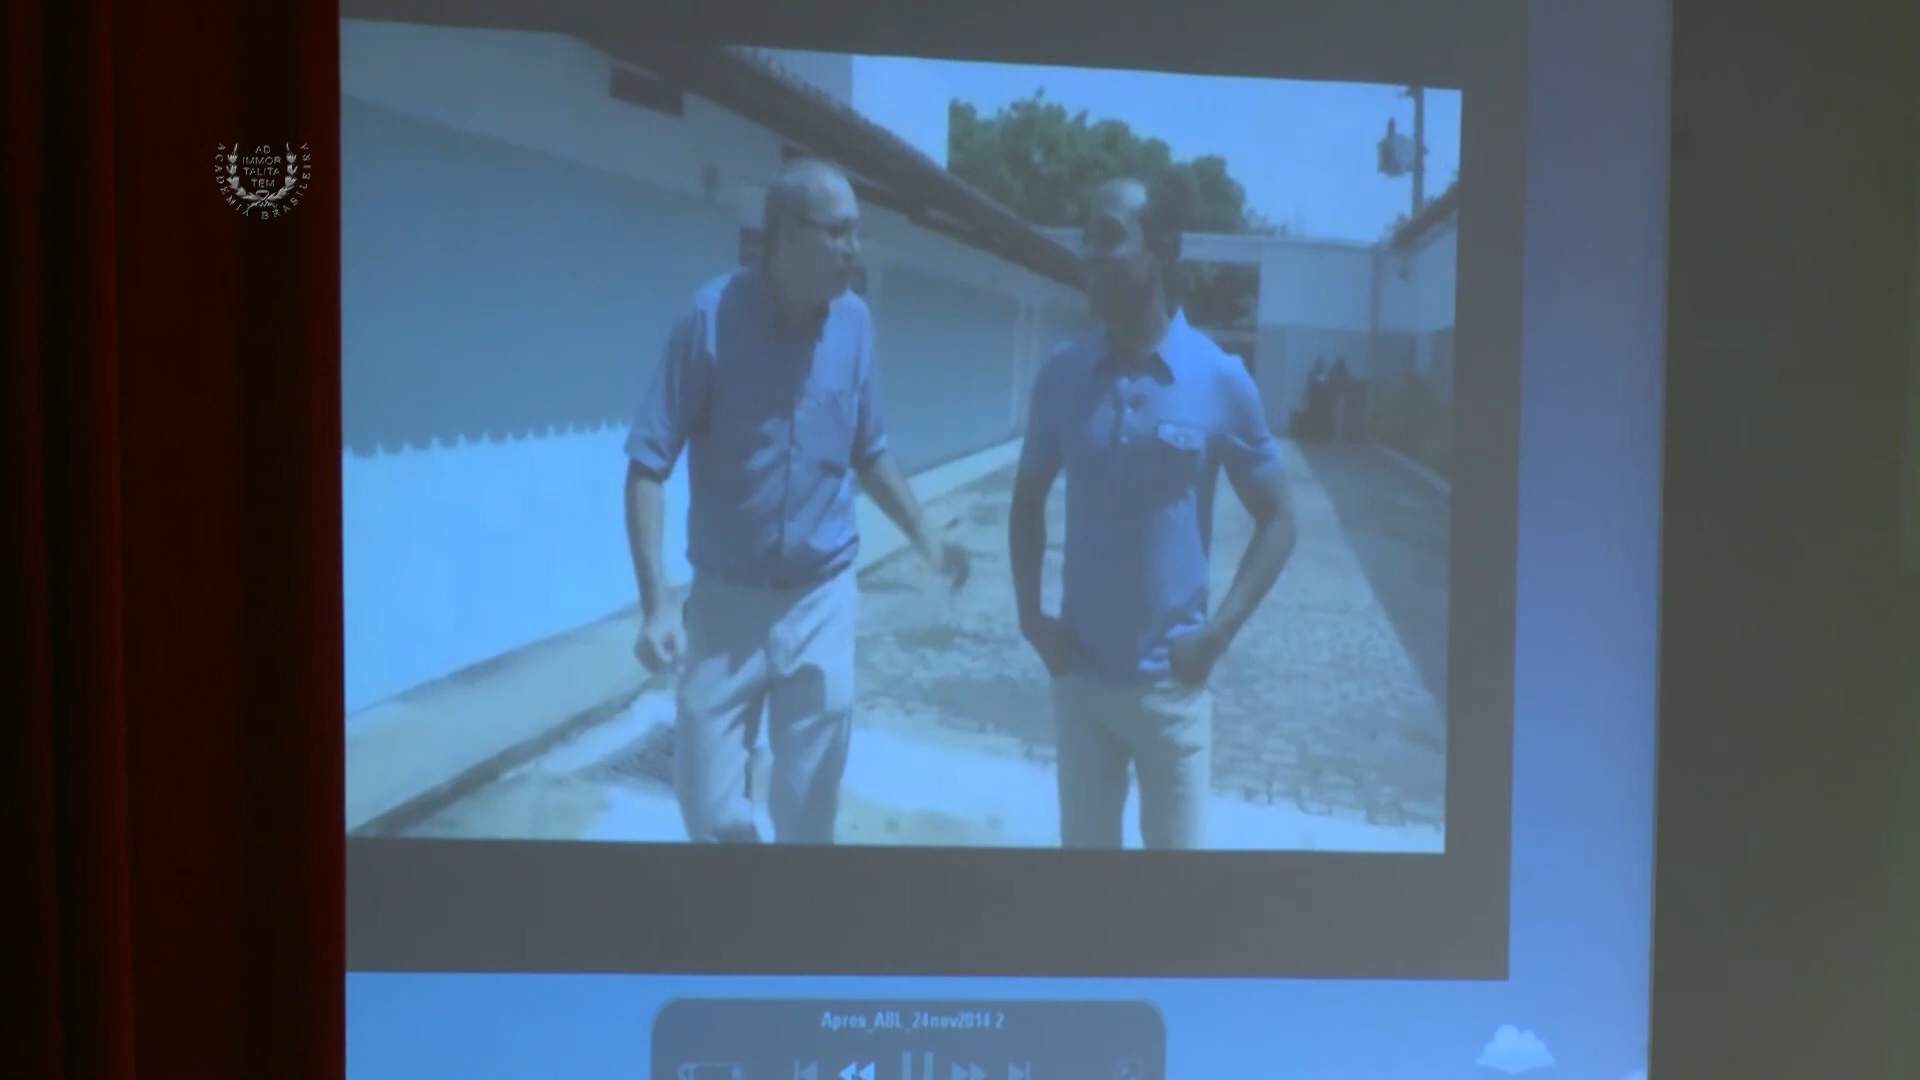 AD
IMMOR
TALITA
TEM
ACADEMIA BRASILEIRA
Apres_ABL_24nov2014 2